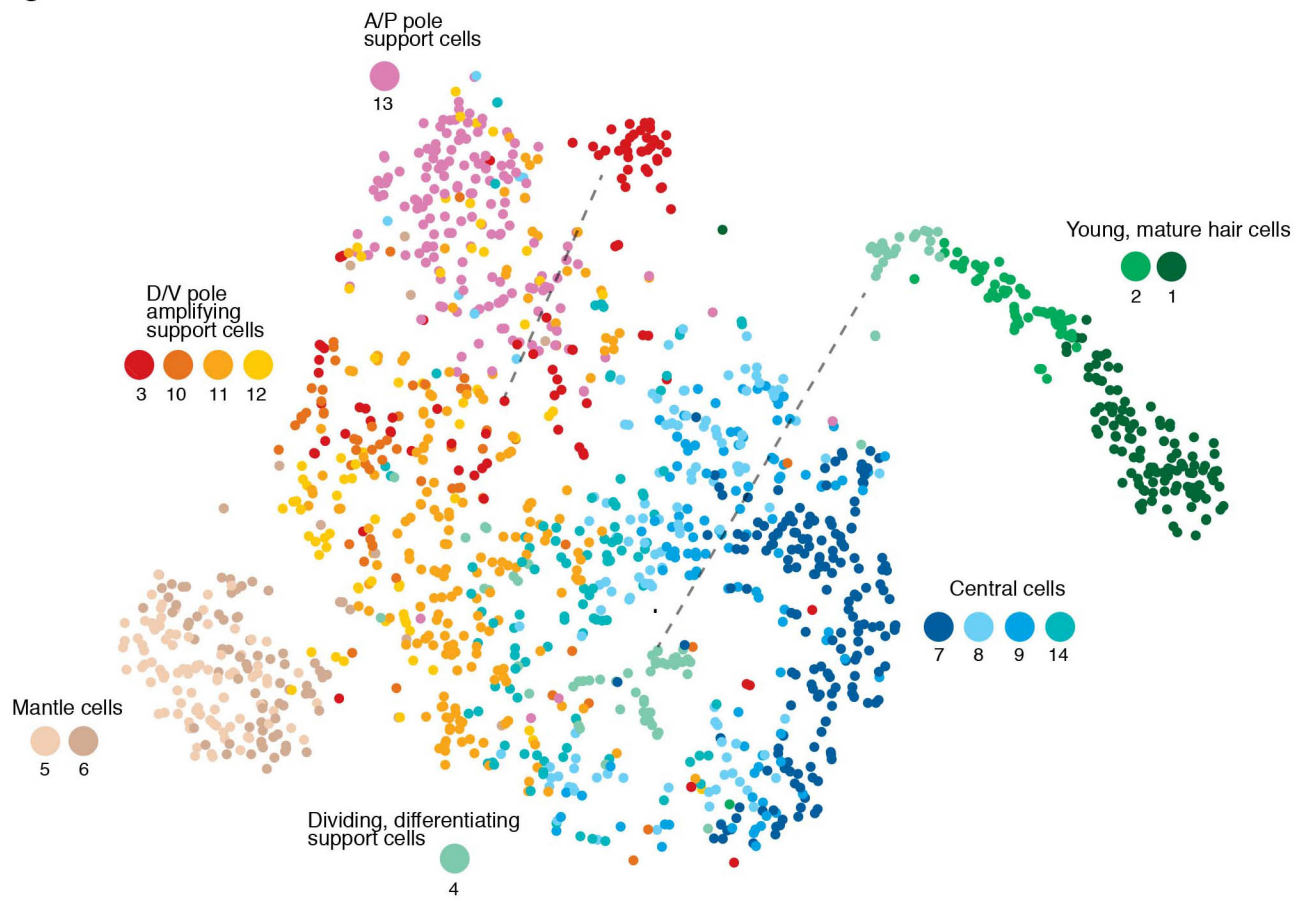 A/P pole
support cells
13
Young, mature hair cells
2 1
D/V pole
amplifying
support cells
3 10 11 12
Central cells
7 8 9 14
Mantle cells
5 6
Dividing, differentiating
support cells
4